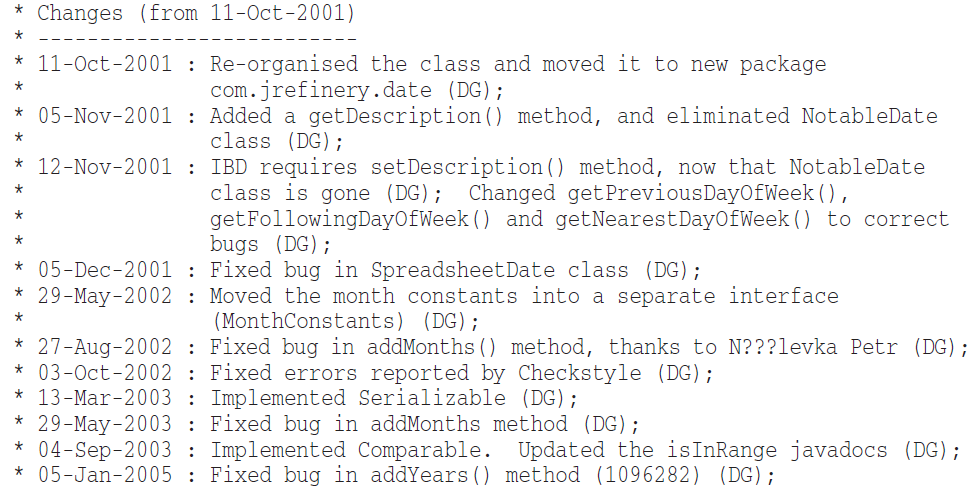 * Changes (from 11-Oct-2001)
* --------------------------
* 11-Oct-2001 : Re-organised the class and moved it to new package
*               com.jrefinery.date (DG);
* 05-Nov-2001 : Added a getDescription() method, and eliminated NotableDate
*               class (DG);
* 12-Nov-2001 : IBD requires setDescription() method, now that NotableDate
*               class is gone (DG);  Changed getPreviousDayOfWeek(),
*               getFollowingDayOfWeek() and getNearestDayOfWeek() to correct
*               bugs (DG);
* 05-Dec-2001 : Fixed bug in SpreadsheetDate class (DG);
* 29-May-2002 : Moved the month constants into a separate interface
*               (MonthConstants) (DG);
* 27-Aug-2002 : Fixed bug in addMonths() method, thanks to N???levka Petr (DG);
* 03-Oct-2002 : Fixed errors reported by Checkstyle (DG);
* 13-Mar-2003 : Implemented Serializable (DG);
* 29-May-2003 : Fixed bug in addMonths method (DG);
* 04-Sep-2003 : Implemented Comparable.  Updated the isInRange javadocs (DG);
* 05-Jan-2005 : Fixed bug in addYears() method (1096282) (DG);